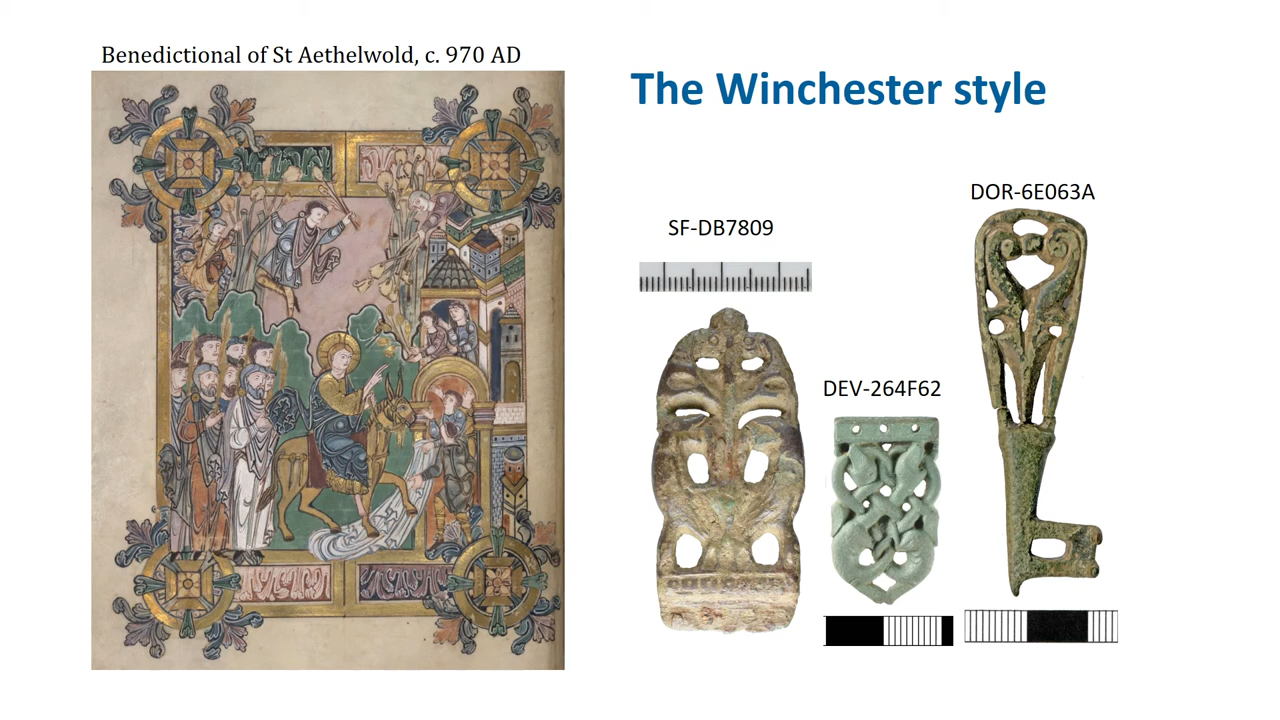 Benedictional of St Aethelwold, c. 970 AD
The Winchester style
DOR-6E063A
SF-DB7809
DEV-264F62